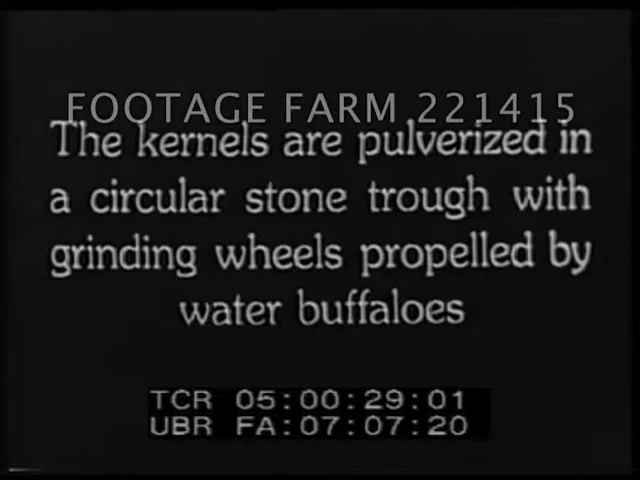 FOOTAGE FARM 221415
The kernels are pulverized in
a circular stone trough with
grinding wheels propelled by
water buffaloes
TCR 05:00:29:01
UBR FA:07:07:20